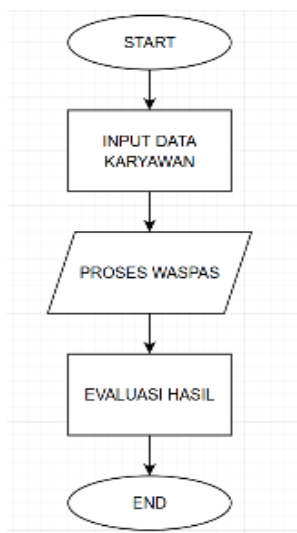 START
INPUT DATA
KARYAWAN
PROSES WASPAS
EVALUASI HASIL
END